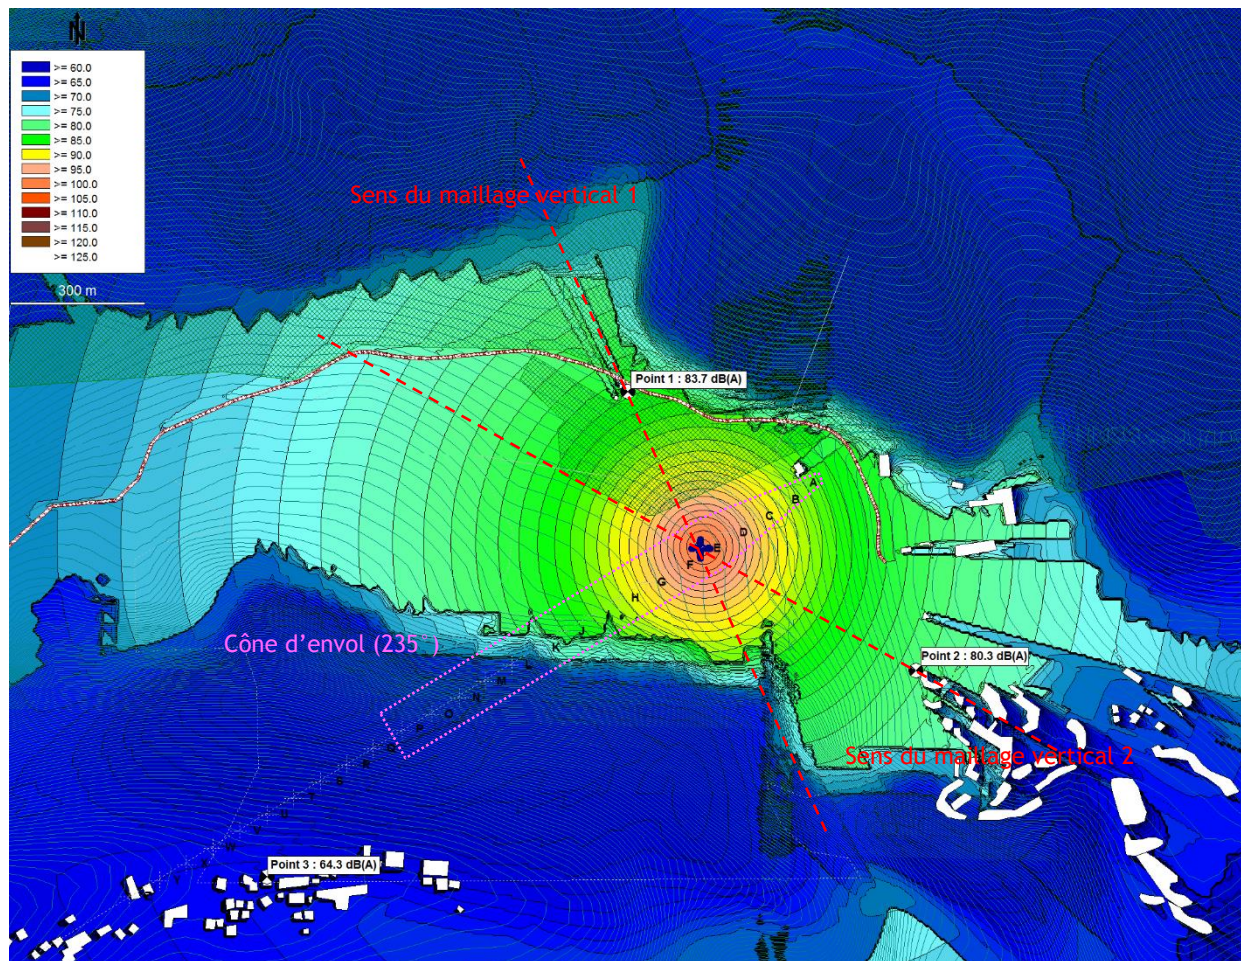 N
>= 60.0
>= 65.0
>= 70.0
>= 75.0
>= 80.0
>= 85.0
>= 90.0
>= 95.0
>= 100.0
>= 105.0
>= 110.0
>= 115.0
>= 120.0
>= 125.0
300 m
Sens du maillage vertical 1
Point 1 : 83.7 dB(A)
A
B
C
D
E
F
G
H
K
L
M
N
O
P
Q
R
S
T
U
V
W
X
Y
Cône d'envol (235°)
Point 2 : 80.3 dB(A)
Sens du maillage vertical 2
Point 3 : 64.3 dB(A)